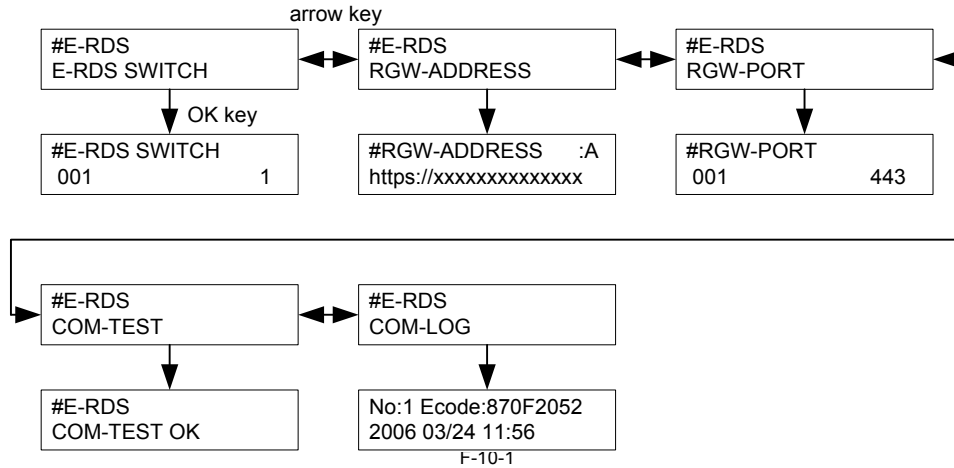 arrow key
#E-RDS
E-RDS SWITCH
#E-RDS
RGW-ADDRESS
#E-RDS
RGW-PORT
OK key
#E-RDS SWITCH
001 1
#RGW-ADDRESS :A
https://xxxxxxxxxxxxxx
#RGW-PORT
001 443
#E-RDS
COM-TEST
#E-RDS
COM-LOG
#E-RDS
COM-TEST OK
No:1 Ecode:870F2052
2006 03/24 11:56
F-10-1